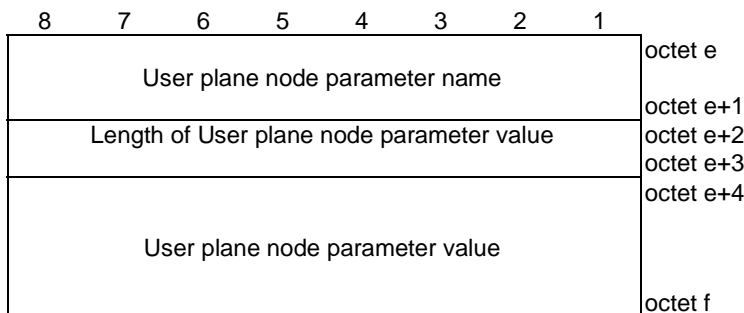 8 7 6 5 4 3 2 1
octet e
User plane node parameter name
octet e+1
Length of User plane node parameter value octet e+2
octet e+3
octet e+4
User plane node parameter value
octet f